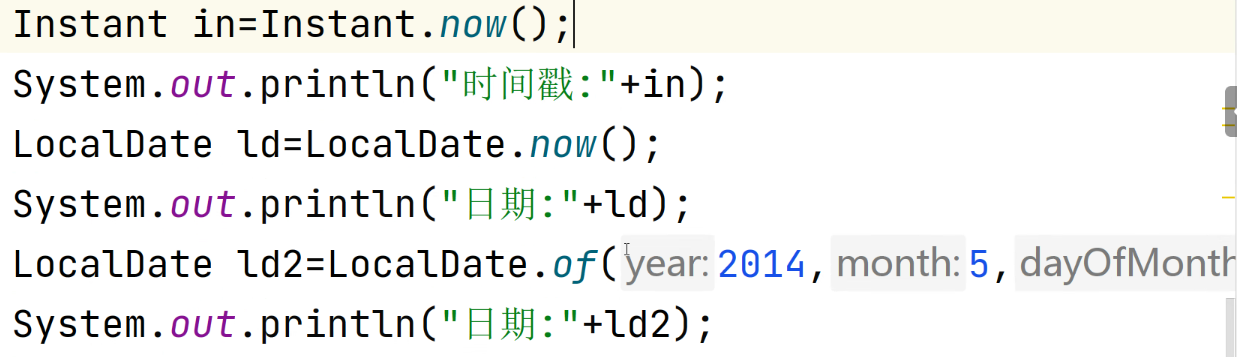 Instant in=Instant.now();
System.out.println("时间戳:"+in);
LocalDate ld=LocalDate.now();
System.out.println("日期:"+ld);
LocalDate ld2=LocalDate.of(year:2014,month:5,dayOfMonth
System.out.println("日期:"+ld2);